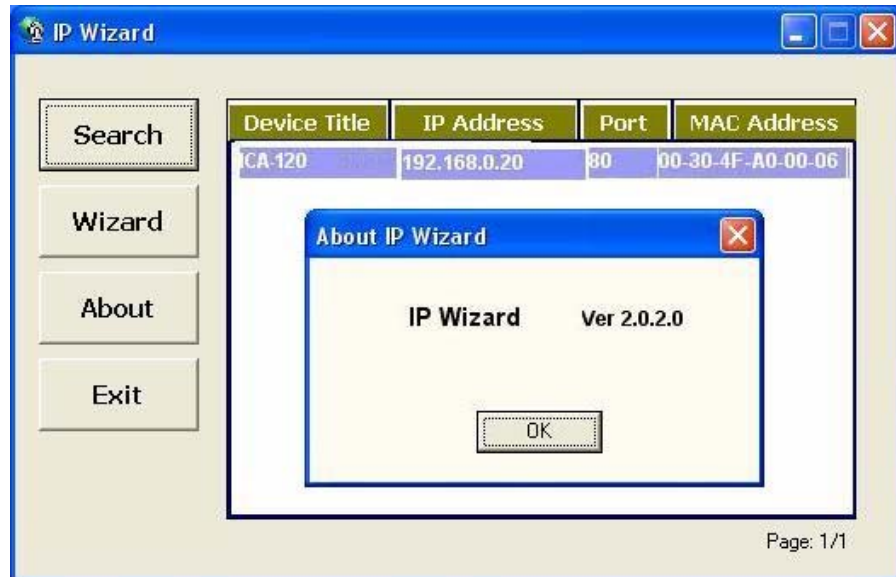 IP Wizard
Search
Wizard
About
Exit
Device Title IP Address Port MAC Address
ICA-120 192.168.0.20 80 00-30-4F-A0-00-06
About IP Wizard
IP Wizard Ver 2.0.2.0
OK
Page: 1/1